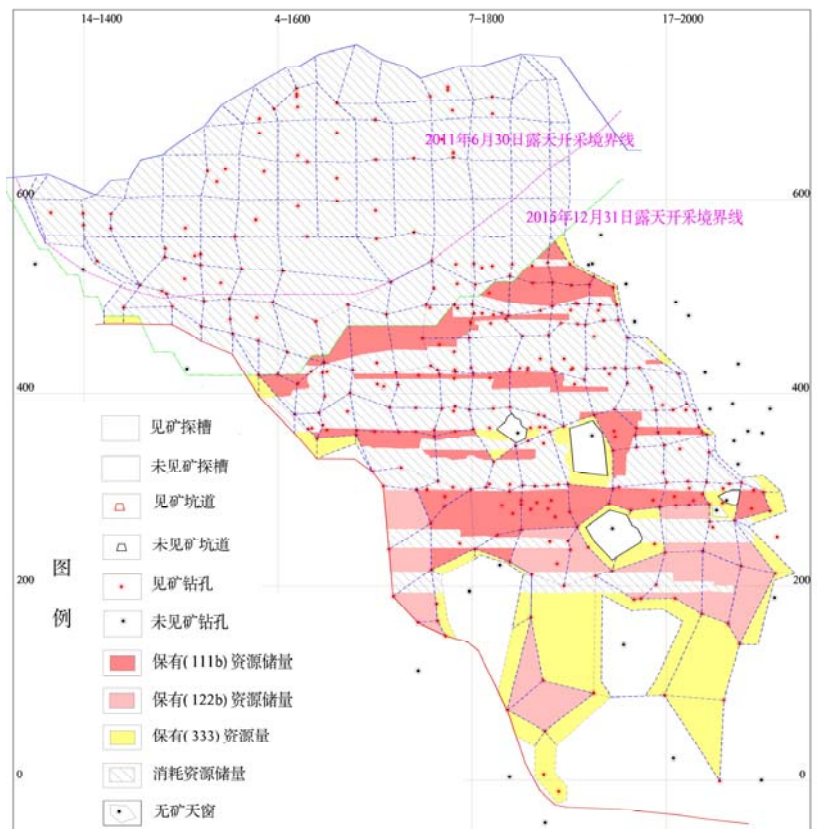 14-1400
4-1600
7-1800
17-2000
2011年6月30日露天开采境界线
600
600
2015年12月31日露天开采境界线
400
400
见矿探槽
未见矿探槽
见矿坑道
未见矿坑道
图
例
见矿钻孔
200
200
未见矿钻孔
保有(111b)资源储量
保有(122b)资源储量
保有(333)资源量
消耗资源储量
0
0
无矿天窗